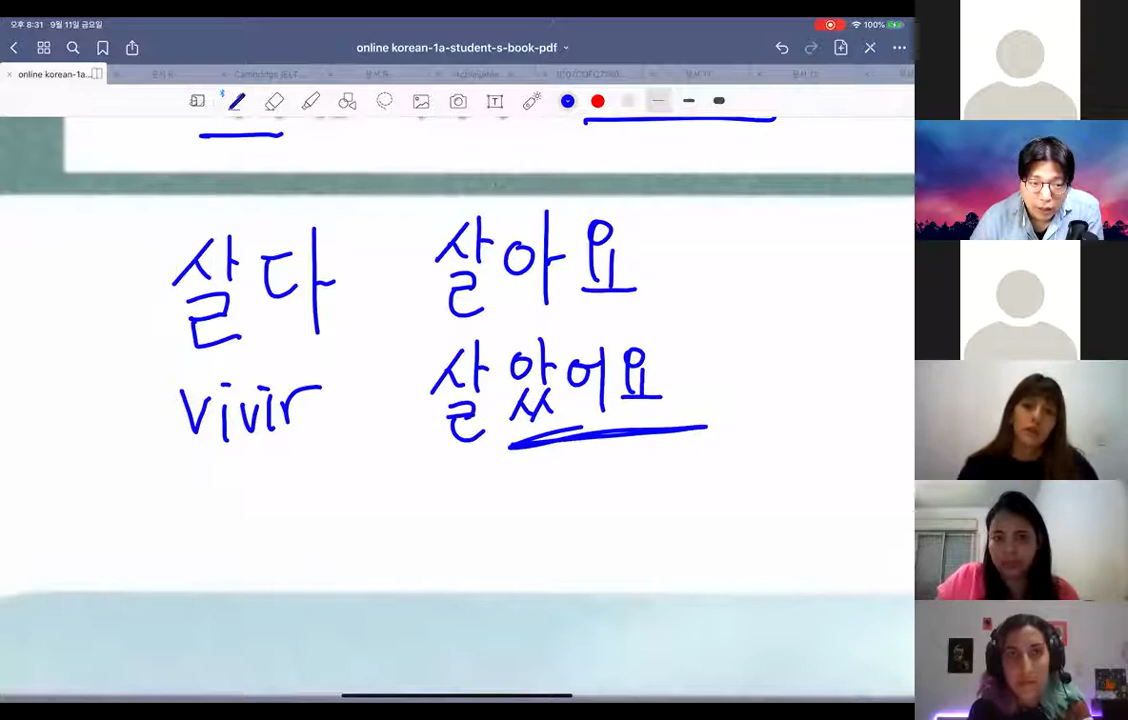 오후 8:31 9월 11일 금요일
100%
online korean-1a-student-s-book-pdf
online korean-1a...
살다 살아요
vivir 살았어요